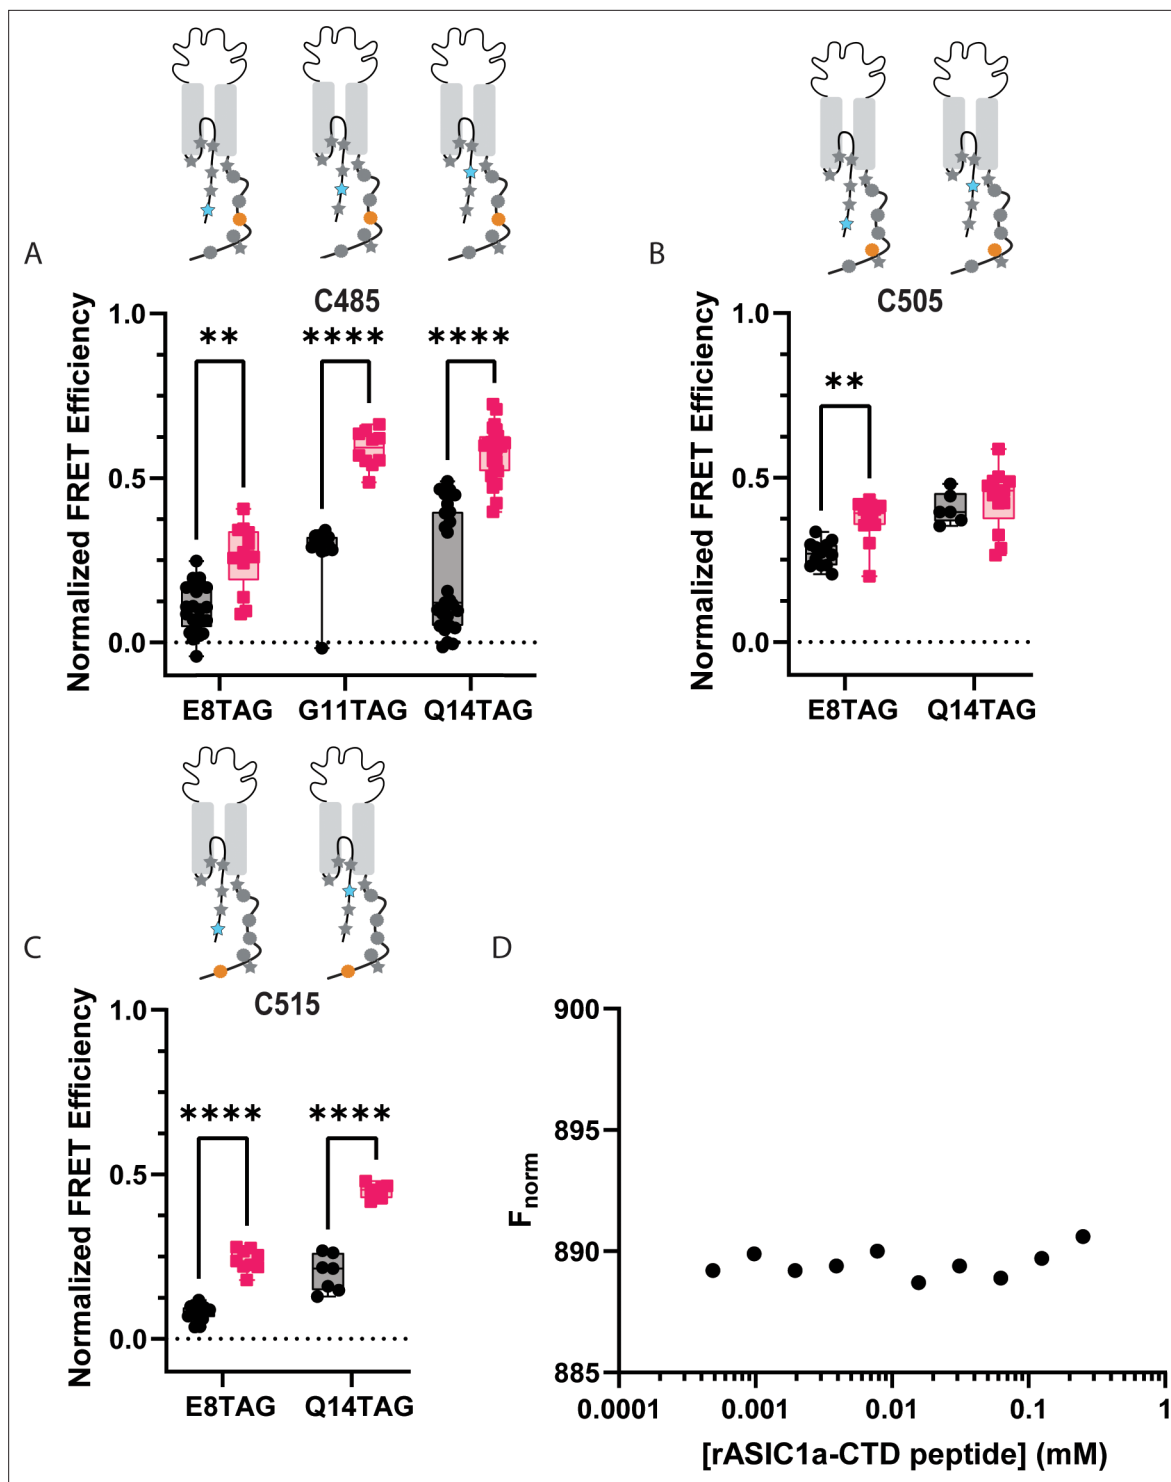 A
B
C485
C505
Normalized FRET Efficiency
1.0
0.5
0.0
**
****
****
E8TAG
G11TAG
Q14TAG
Normalized FRET Efficiency
1.0
0.5
0.0
**
E8TAG
Q14TAG
C
D
C515
Normalized FRET Efficiency
1.0
0.5
0.0
****
****
E8TAG
Q14TAG
Fnorm
900
895
890
885
0.0001
0.001
0.01
0.1
1
[rASIC1a-CTD peptide] (mM)